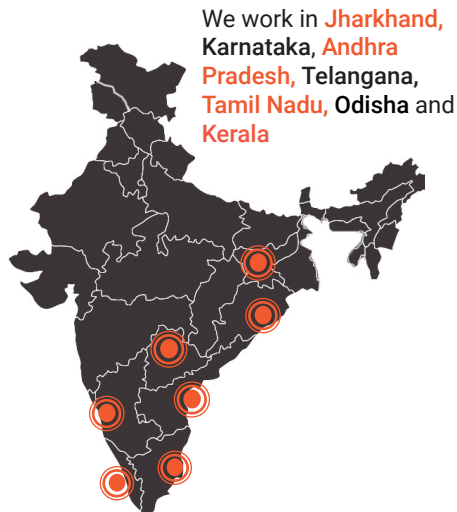 We work in Jharkhand,
Karnataka, Andhra
Pradesh, Telangana,
Tamil Nadu, Odisha and
Kerala